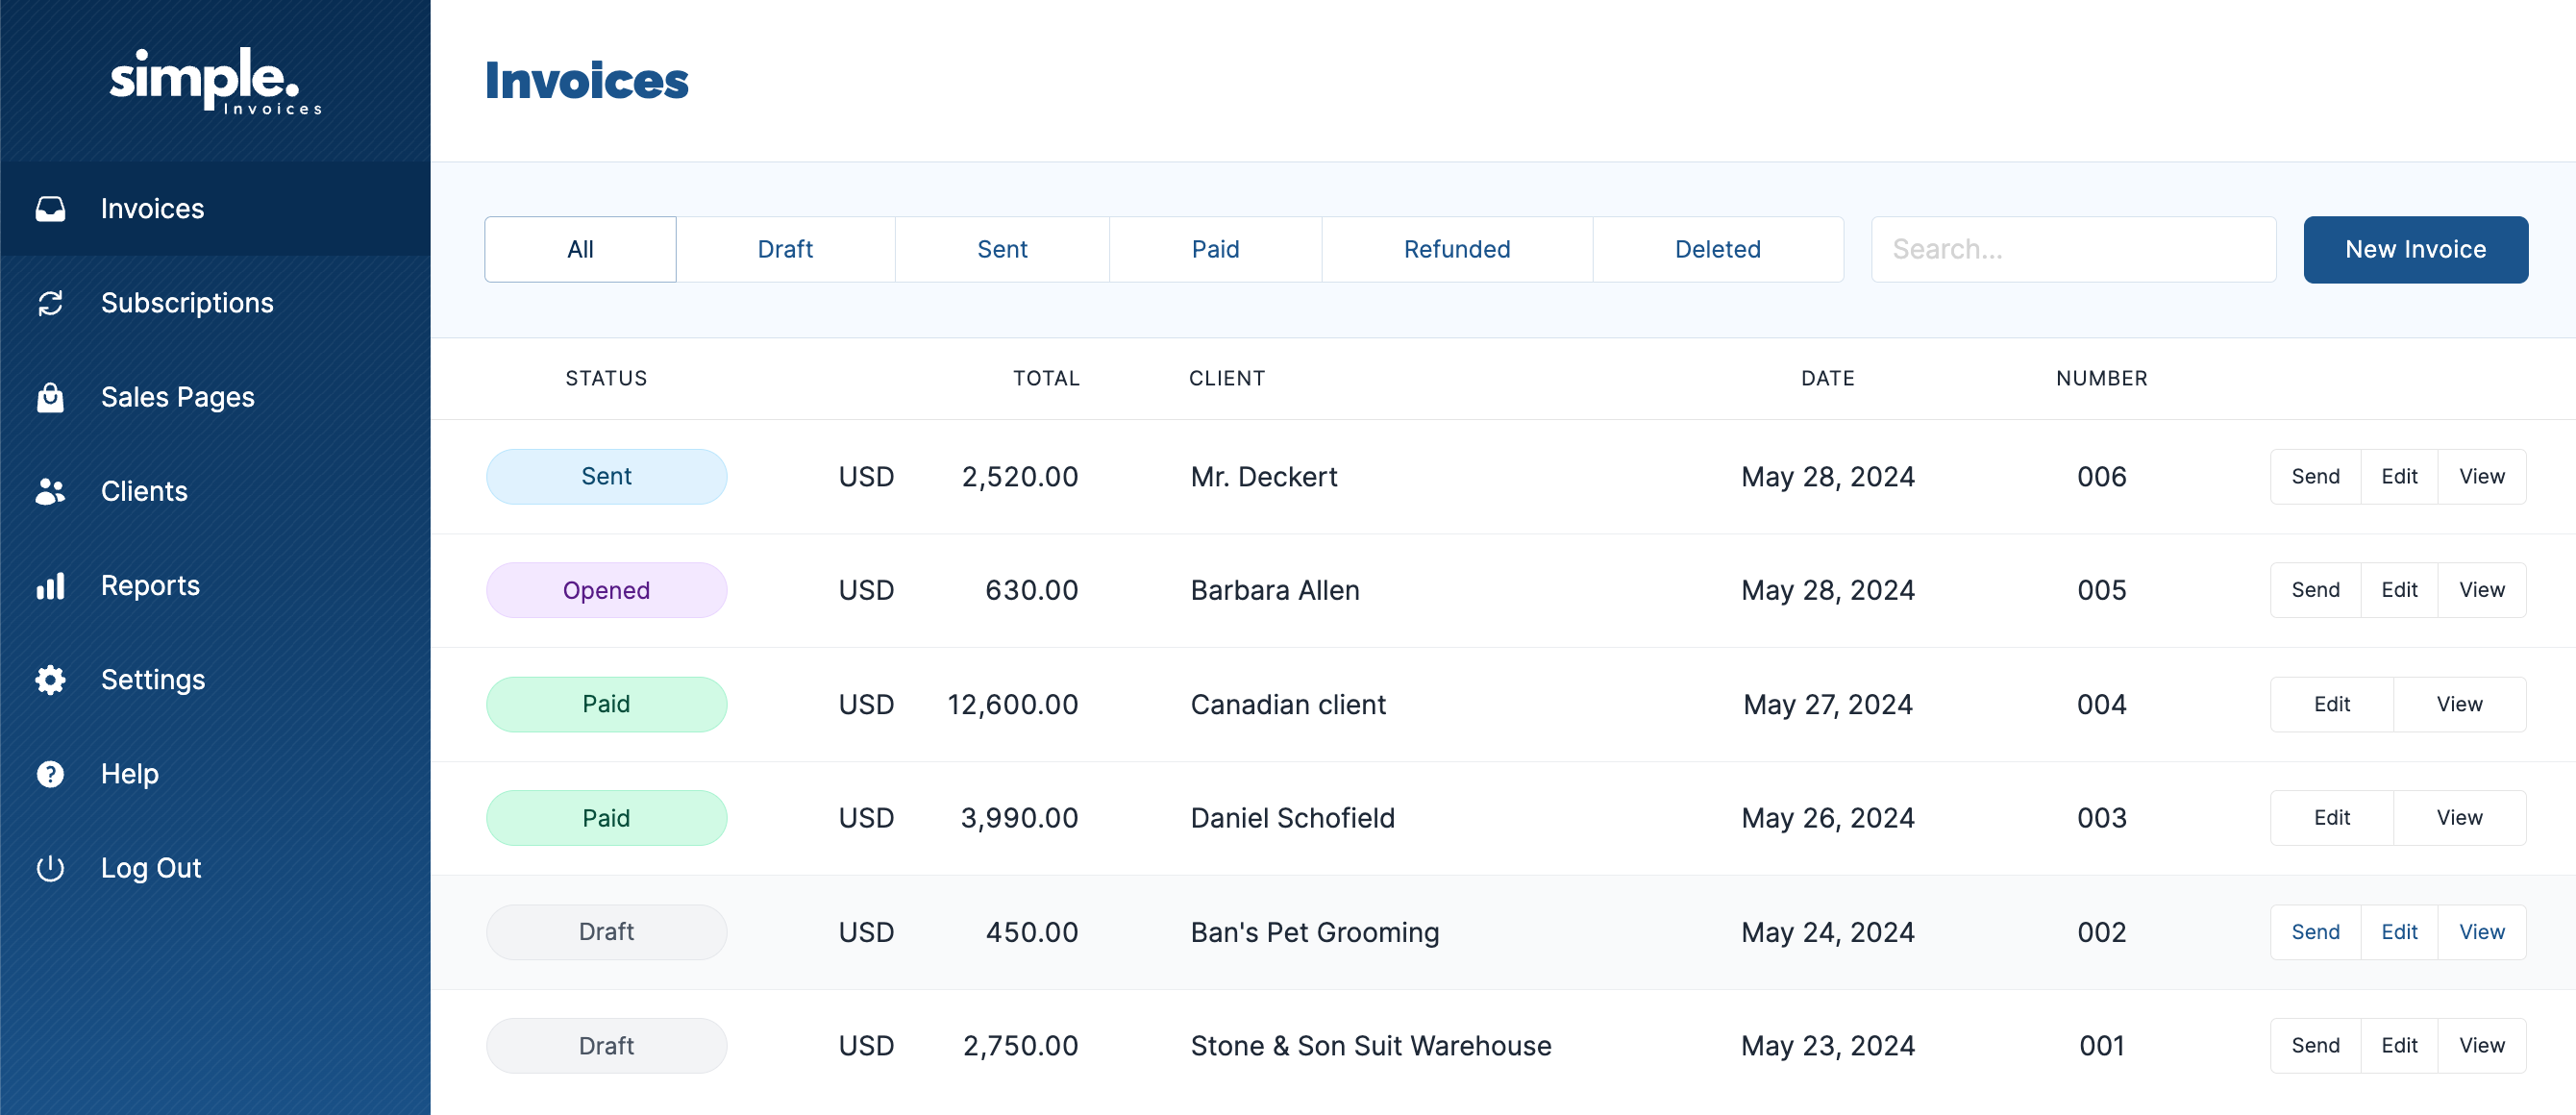 simple.
Invoices
Invoices
Subscriptions
Sales Pages
Clients
Reports
Settings
Help
Log Out
Invoices
All Draft Sent Paid Refunded Deleted Search... New Invoice
STATUS TOTAL CLIENT DATE NUMBER
Sent USD 2,520.00 Mr. Deckert May 28, 2024 006 Send Edit View
Opened USD 630.00 Barbara Allen May 28, 2024 005 Send Edit View
Paid USD 12,600.00 Canadian client May 27, 2024 004 Edit View
Paid USD 3,990.00 Daniel Schofield May 26, 2024 003 Edit View
Draft USD 450.00 Ban's Pet Grooming May 24, 2024 002 Send Edit View
Draft USD 2,750.00 Stone & Son Suit Warehouse May 23, 2024 001 Send Edit View